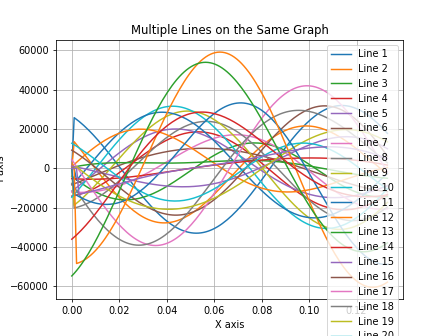 Multiple Lines on the Same Graph
60000
40000
20000
0
−20000
−40000
−60000
0.00
0.02
0.04
0.06
0.08
0.10
X axis
Line 1
Line 2
Line 3
Line 4
Line 5
Line 6
Line 7
Line 8
Line 9
Line 10
Line 11
Line 12
Line 13
Line 14
Line 15
Line 16
Line 17
Line 18
Line 19
Line 20